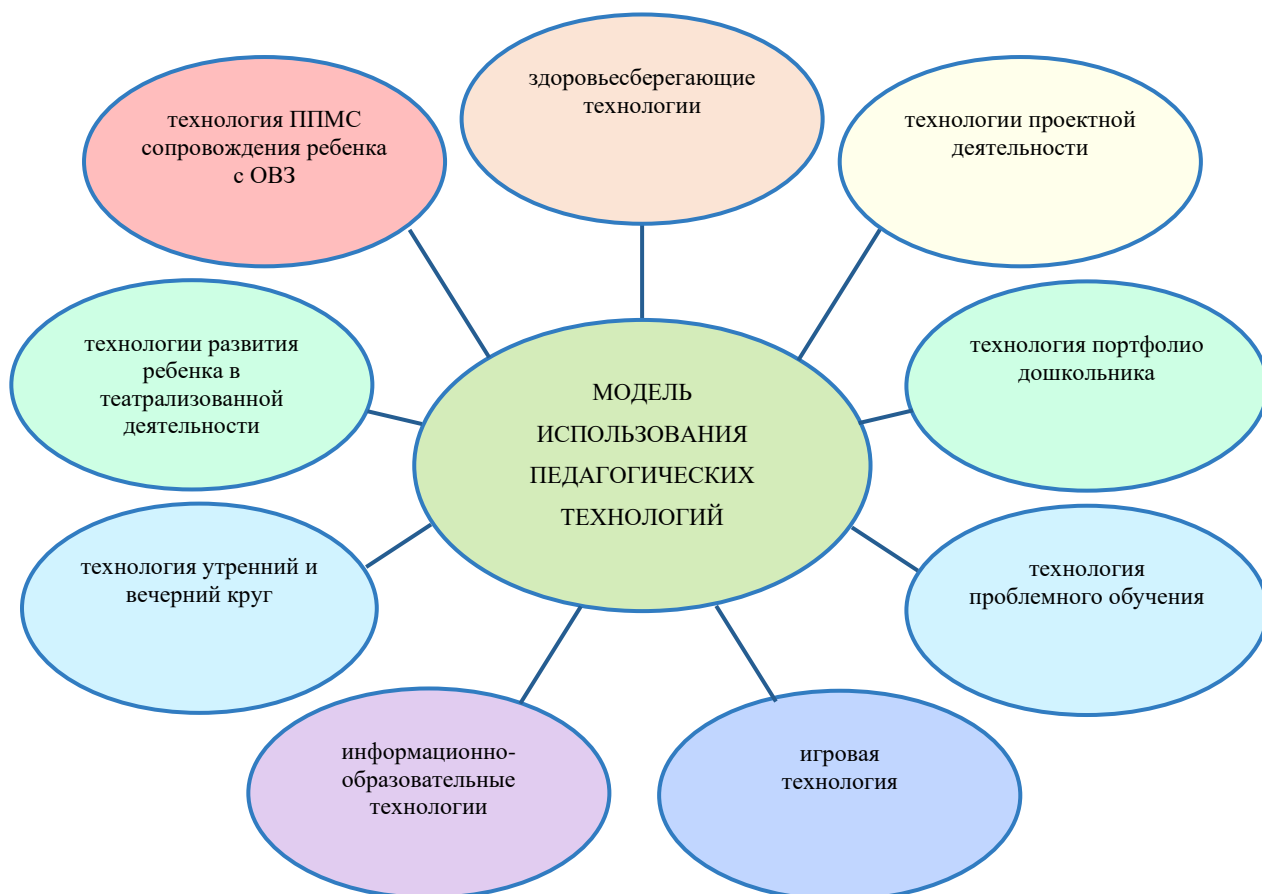 здоровьесберегающие
технологии
технология ППМС
сопровождения ребенка
с ОВЗ
технологии проектной
деятельности
технологии развития
ребенка в
театрализованной
деятельности
МОДЕЛЬ
ИСПОЛЬЗОВАНИЯ
ПЕДАГОГИЧЕСКИХ
ТЕХНОЛОГИЙ
технология портфолио
дошкольника
технология утренний и
вечерний круг
технология
проблемного обучения
информационно-
образовательные
технологии
игровая
технология